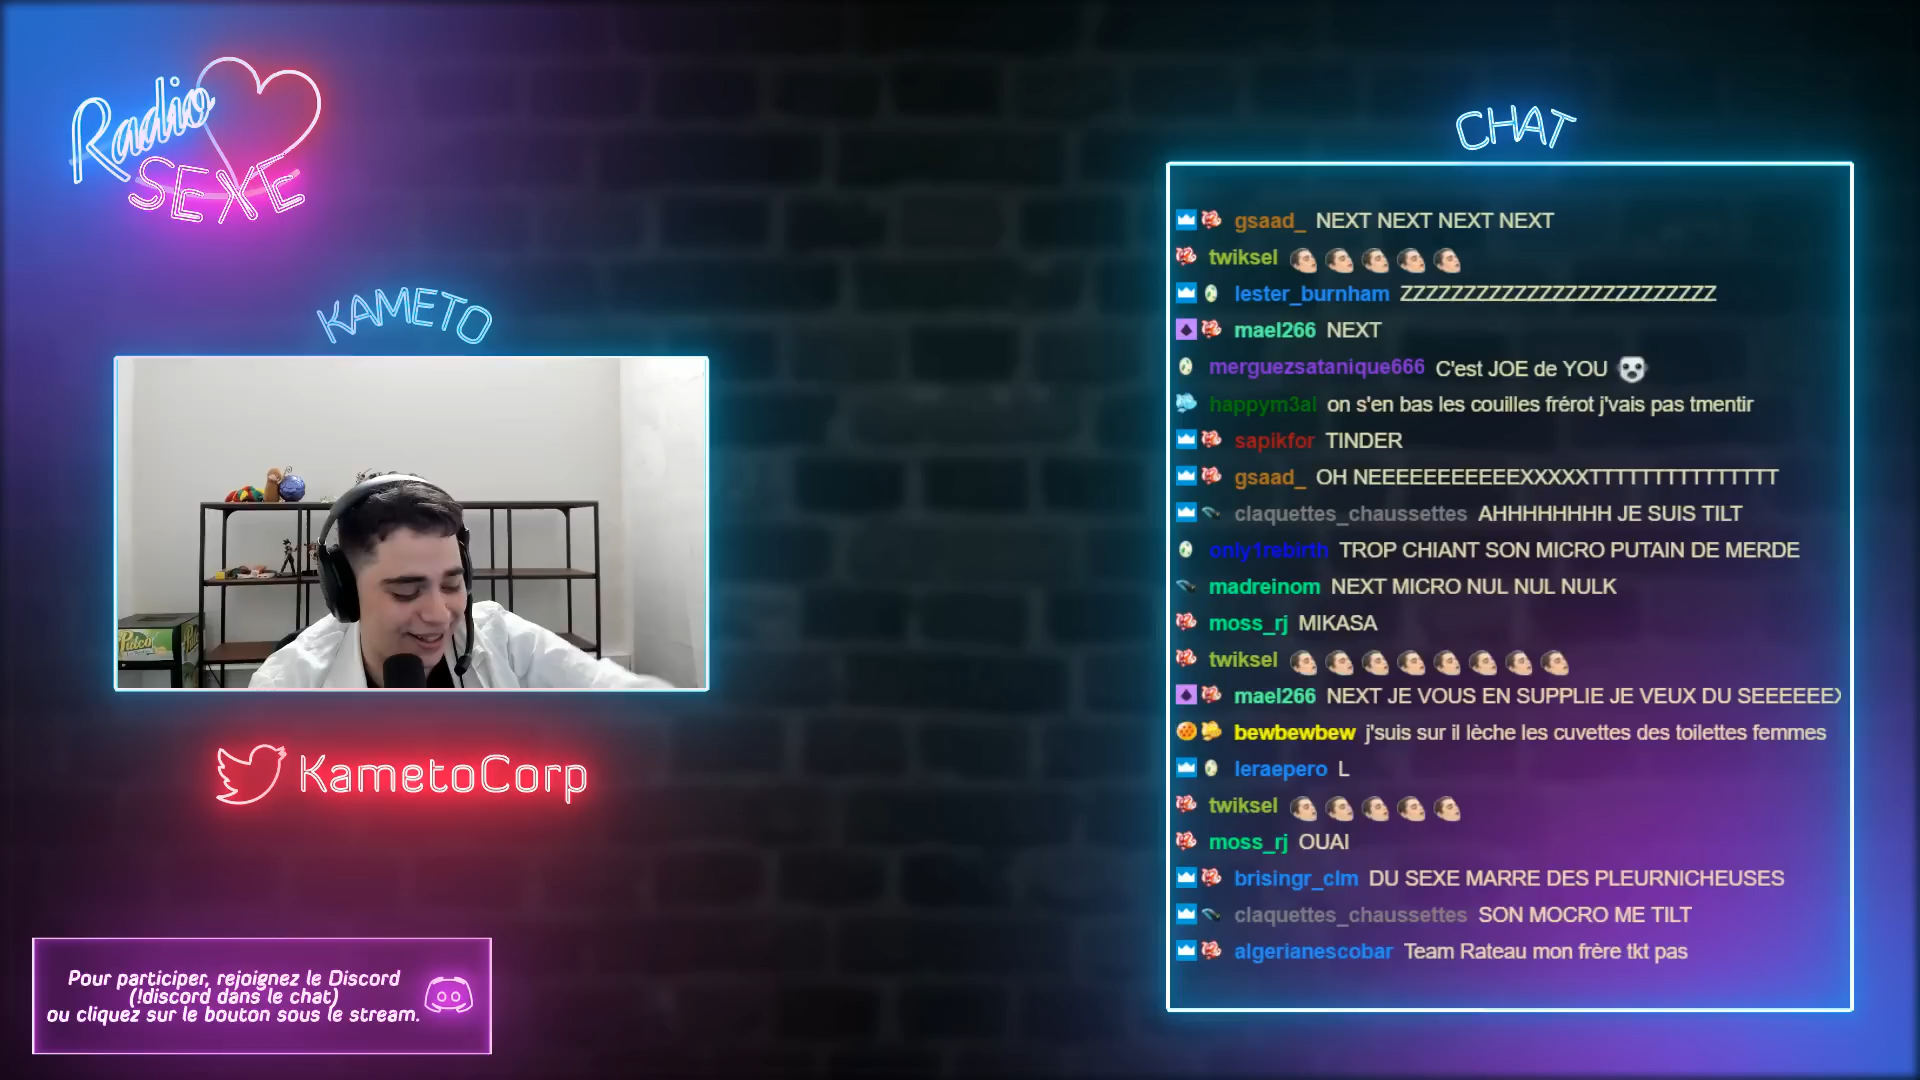 Radio
SEXE
KAMETO
Pulco
KametoCorp
Pour participer, rejoignez le Discord
(!discord dans le chat)
ou cliquez sur le bouton sous le stream.
CHAT
gsaad_ NEXT NEXT NEXT NEXT
twiksel
lester_burnham ZZZZZZZZZZZZZZZZZZZZZZZZZ
mael266 NEXT
merguezsatanique666 C'est JOE de YOU
happym3al on s'en bas les couilles frérot j'vais pas tmentir
sapikfor TINDER
gsaad_ OH NEEEEEEEEEEEXXXXXTTTTTTTTTTTTTTT
claquettes_chaussettes AHHHHHHHH JE SUIS TILT
only1rebirth TROP CHIANT SON MICRO PUTAIN DE MERDE
madreinom NEXT MICRO NUL NUL NULK
moss_rj MIKASA
twiksel
mael266 NEXT JE VOUS EN SUPPLIE JE VEUX DU SEEEEEEX
bewbewbew j'suis sur il lèche les cuvettes des toilettes femmes
leraepero L
twiksel
moss_rj OUAI
brisingr_clm DU SEXE MARRE DES PLEURNICHEUSES
claquettes_chaussettes SON MOCRO ME TILT
algerianescobar Team Rateau mon frère tkt pas